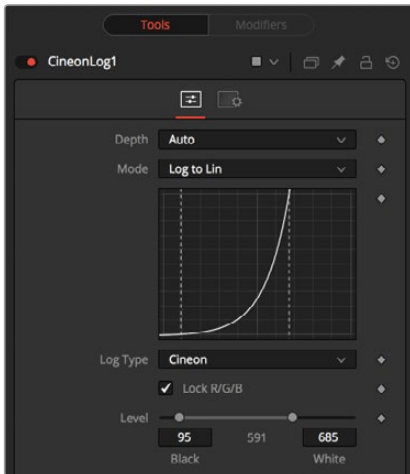 Tools Modifiers
CineonLog1
Depth Auto
Mode Log to Lin
Log Type Cineon
Lock R/G/B
Level
95 591 685
Black White